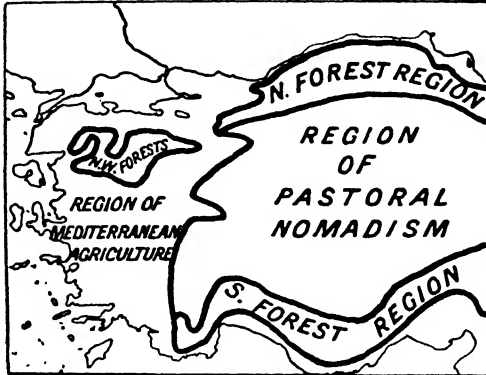 N. FOREST REGION
REGION
OF
PASTORAL
NOMADISM
N.W. FORESTS
REGION OF
MEDITERRANEAN
AGRICULTURE
S. FOREST REGION